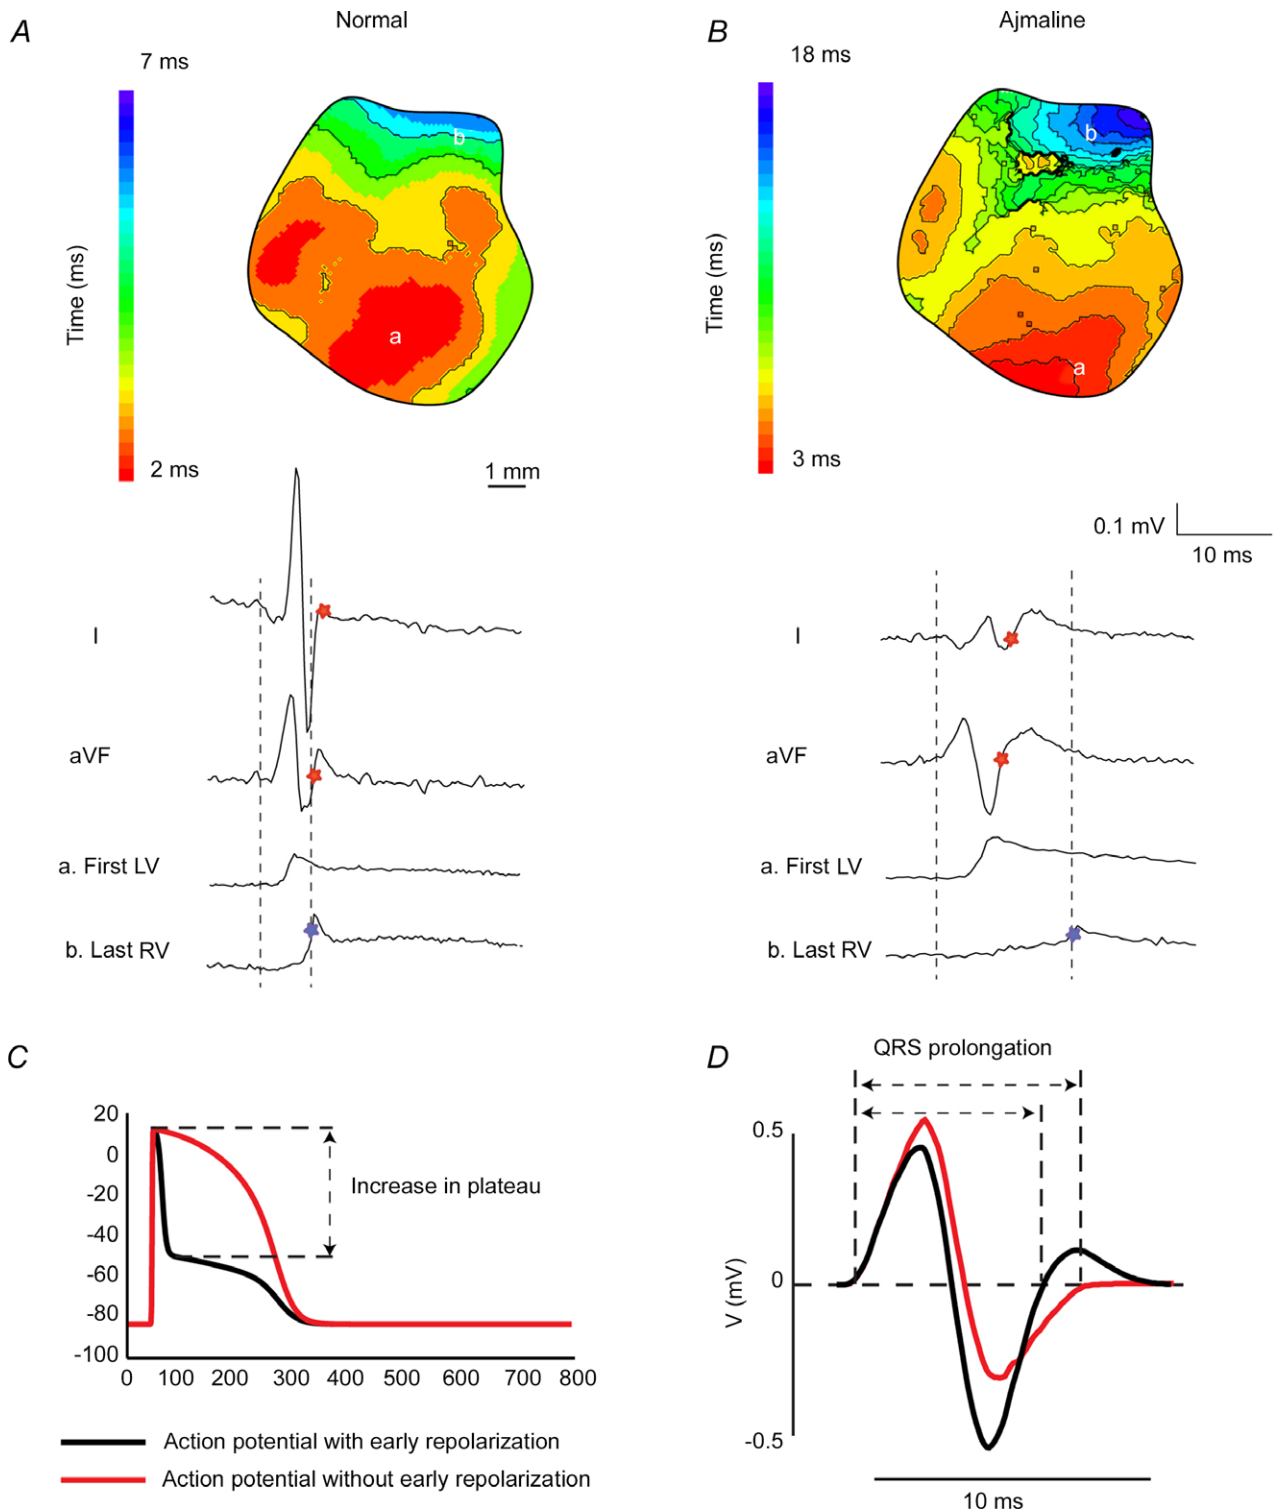 A
Normal
7 ms
Time (ms)
b
a
2 ms
1 mm
B
Ajmaline
18 ms
Time (ms)
b
a
3 ms
0.1 mV
10 ms
I
aVF
a. First LV
b. Last RV
I
aVF
a. First LV
b. Last RV
C
20
0
-20
-40
-60
-80
-100
0 100 200 300 400 500 600 700 800
Increase in plateau
Action potential with early repolarization
Action potential without early repolarization
D
QRS prolongation
V (mV)
0.5
0
-0.5
10 ms